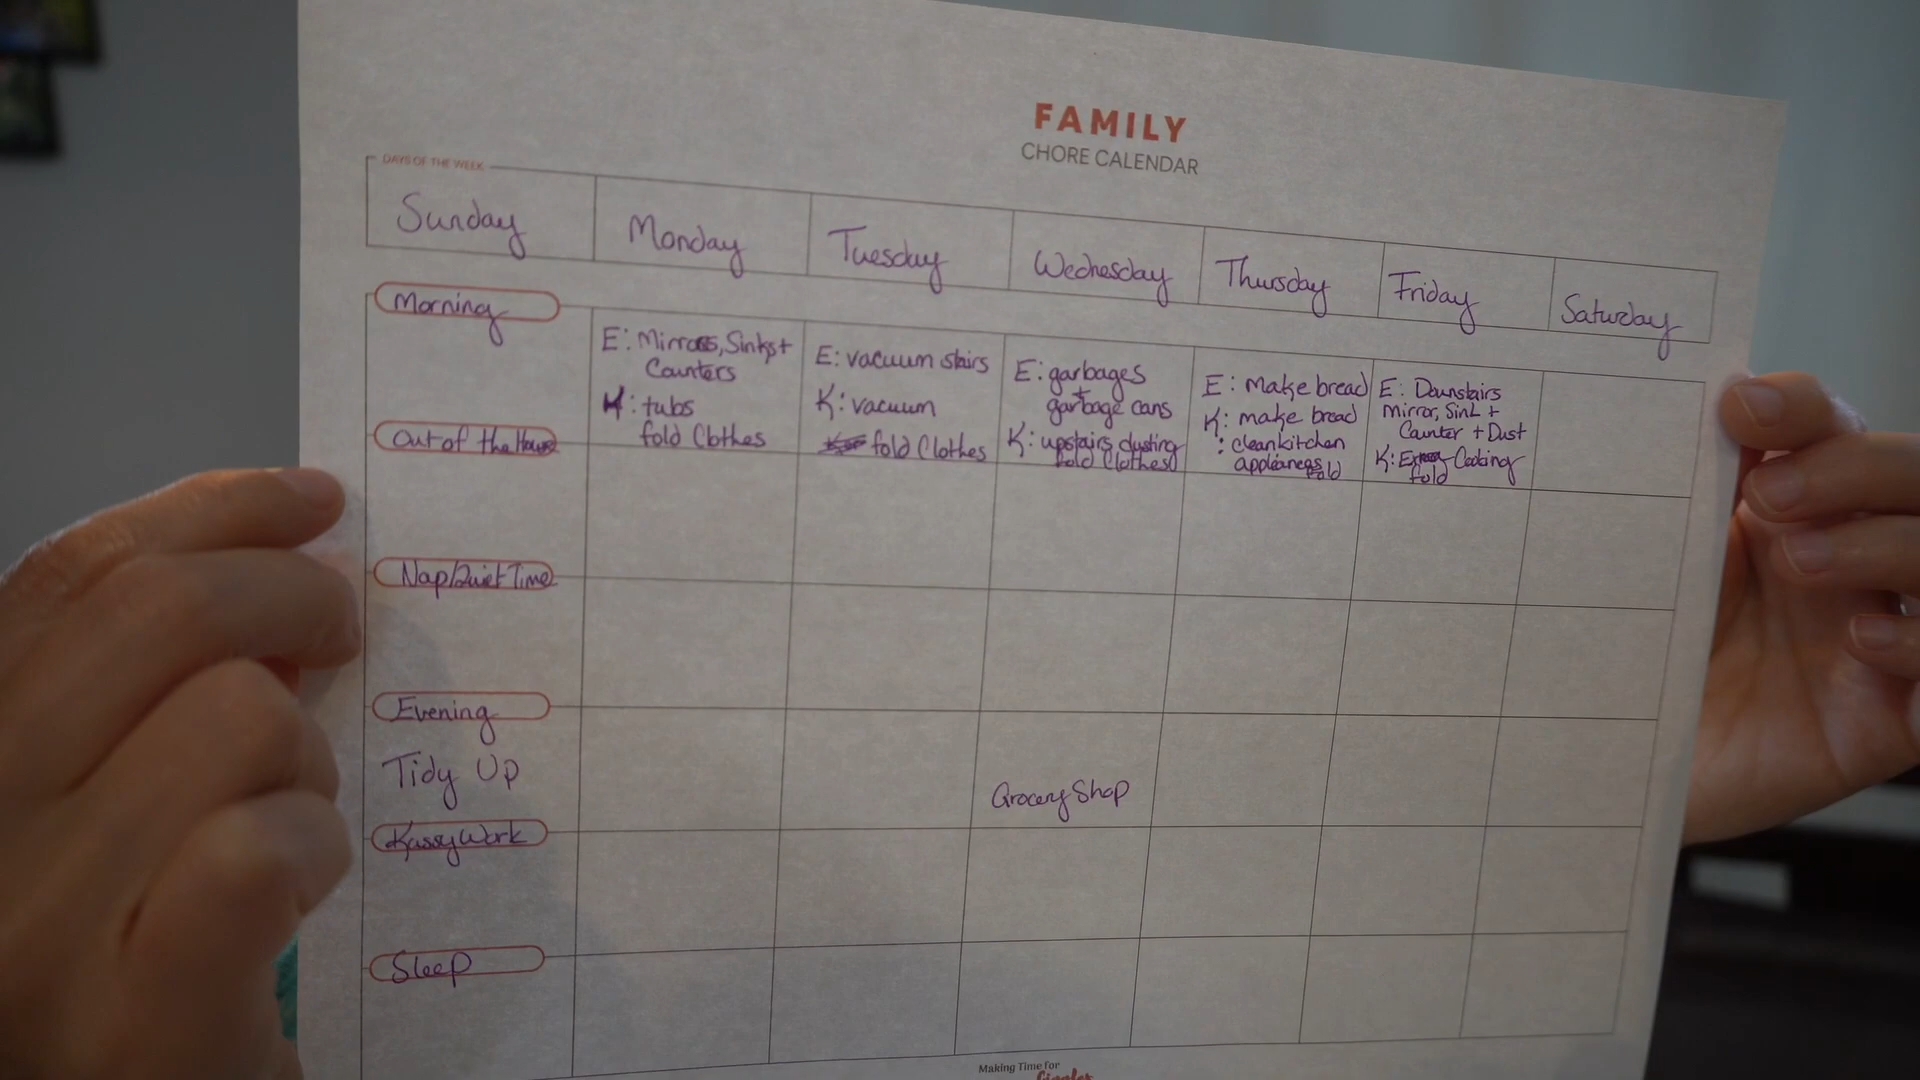 FAMILY
CHORE CALENDAR
DAYS OF THE WEEK
Sunday
Monday
Tuesday
Wednesday
Thursday
Friday
Saturday
Morning
E: Mirrors, Sinks +
Counters
K: tubs
fold Clothes
E: vacuum stairs
K: vacuum
fold Clothes
E: garbages
+
garbage cans
K: upstairs dusting
fold Clothes
E: make bread
K: make bread
: clean kitchen
fold
E: Downstairs
Mirror, Sink +
Counter + Dust
K: Cooking
fold
Out of the House
Nap/Quiet Time
Evening
Tidy Up
Grocery Shop
Kassy Work
Sleep
Making Time for